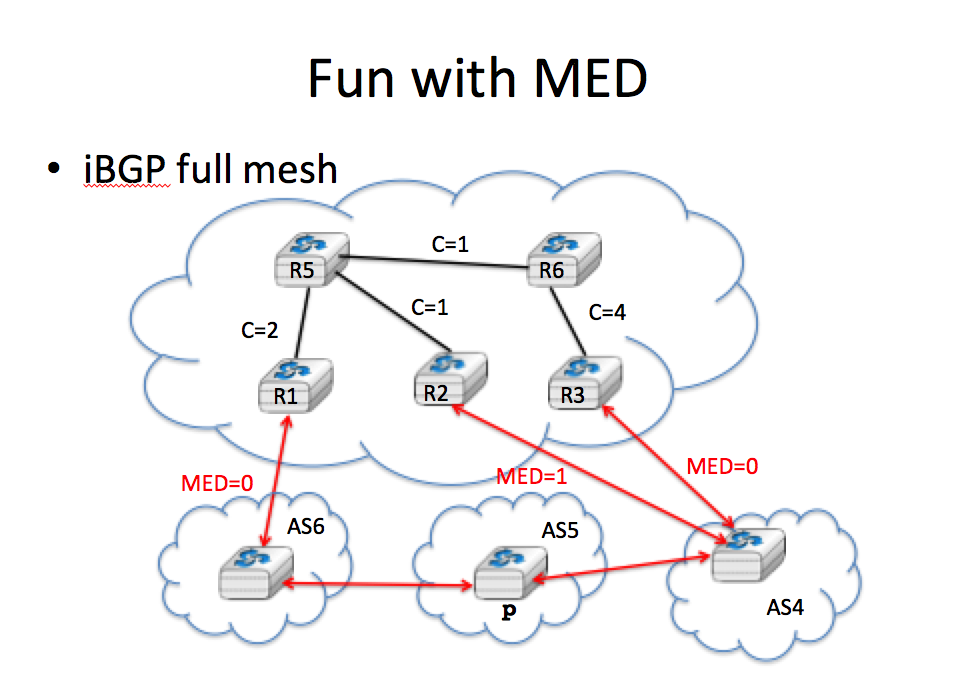 Fun with MED
• iBGP full mesh
C=1
R5
R6
C=1
C=4
C=2
R1
R2
R3
MED=0
MED=1
MED=0
AS6
AS5
p
AS4